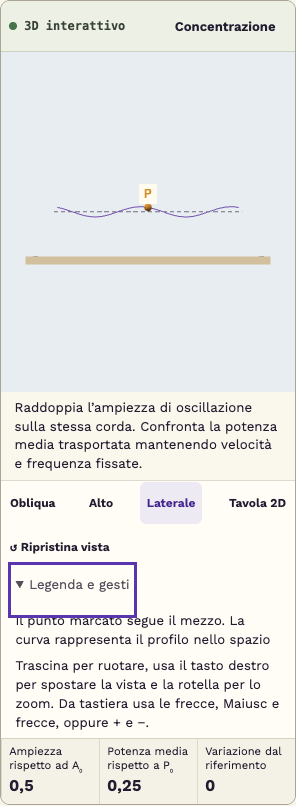 3D interattivo
Concentrazione
P
Raddoppia l’ampiezza di oscillazione
sulla stessa corda. Confronta la potenza
media trasportata mantenendo velocità
e frequenza fissate.
Obliqua Alto Laterale Tavola 2D
↺ Ripristina vista
▼ Legenda e gesti
Il punto marcato segue il mezzo. La
curva rappresenta il profilo nello spazio
Trascina per ruotare, usa il tasto destro
per spostare la vista e la rotella per lo
zoom. Da tastiera usa le frecce, Maiusc e
frecce, oppure + e −.
Ampiezza
rispetto ad A₀
0,5
Potenza media
rispetto a P₀
0,25
Variazione dal
riferimento
0